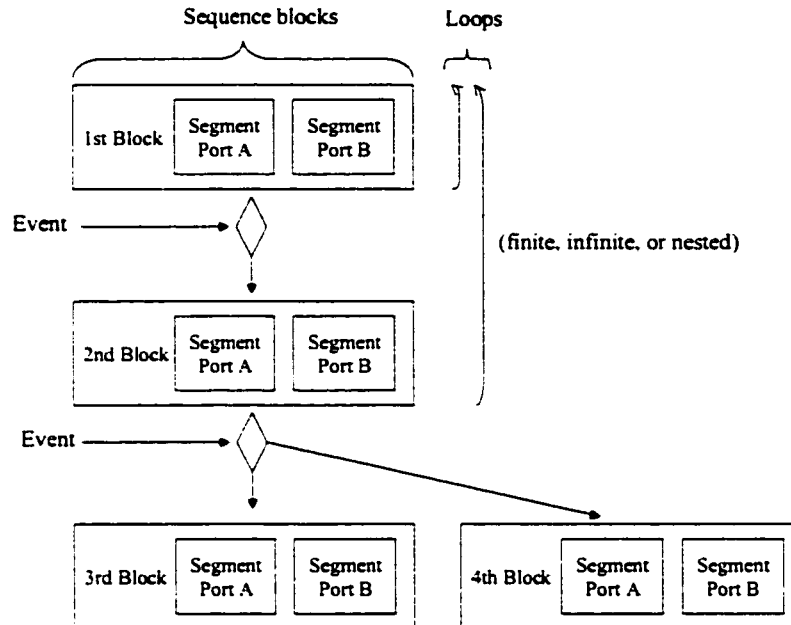 Sequence blocks
Loops
1st Block
Segment
Port A
Segment
Port B
Event
(finite, infinite, or nested)
2nd Block
Segment
Port A
Segment
Port B
Event
3rd Block
Segment
Port A
Segment
Port B
4th Block
Segment
Port A
Segment
Port B